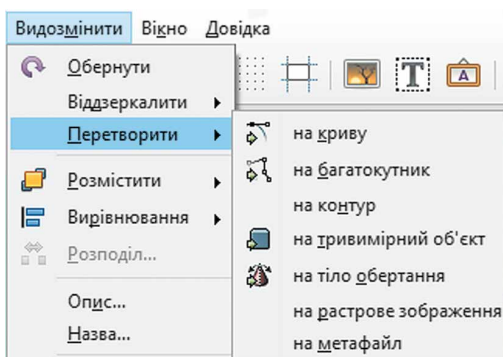 Видозмінити Вікно Довідка
Обернути
Віддзеркалити
Перетворити
на криву
на багатокутник
на контур
на тривимірний об'єкт
на тіло обертання
на растрове зображення
на метафайл
Розмістити
Вирівнювання
Розподіл...
Опис...
Назва...
T
A